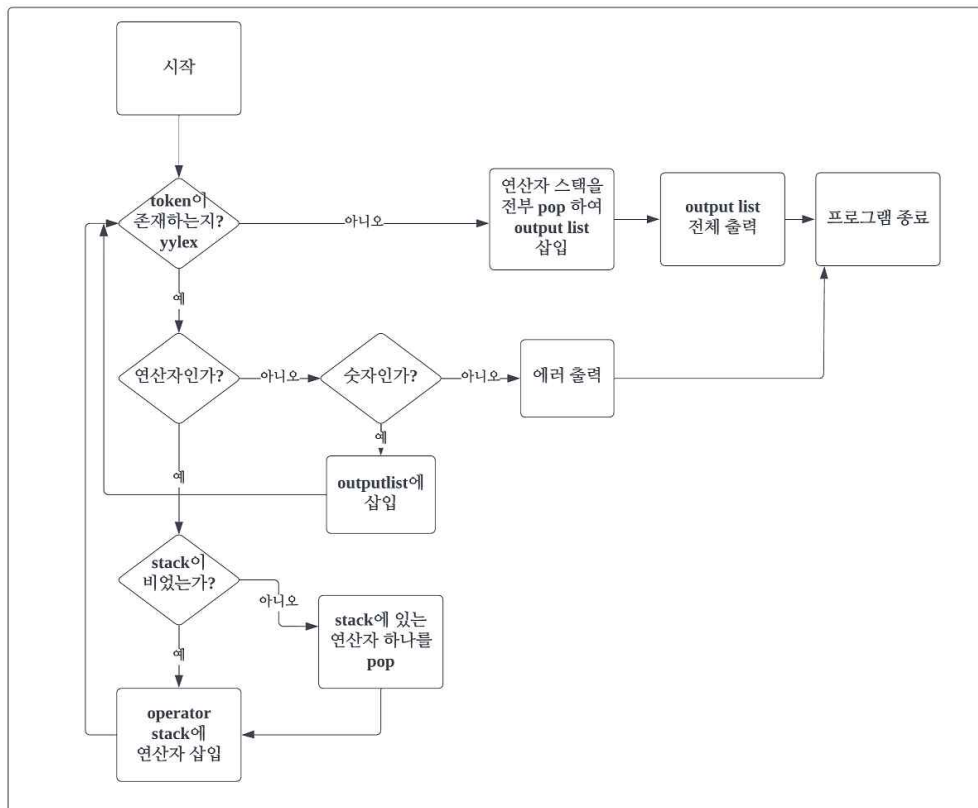 시작
token이
존재하는지?
yylex
아니오
연산자 스택을
전부 pop 하여
output list
삽입
output list
전체 출력
프로그램 종료
예
연산자인가?
아니오
숫자인가?
아니오
에러 출력
예
outputlist에
삽입
예
stack이
비었는가?
아니오
stack에 있는
연산자 하나를
pop
예
operator
stack에
연산자 삽입